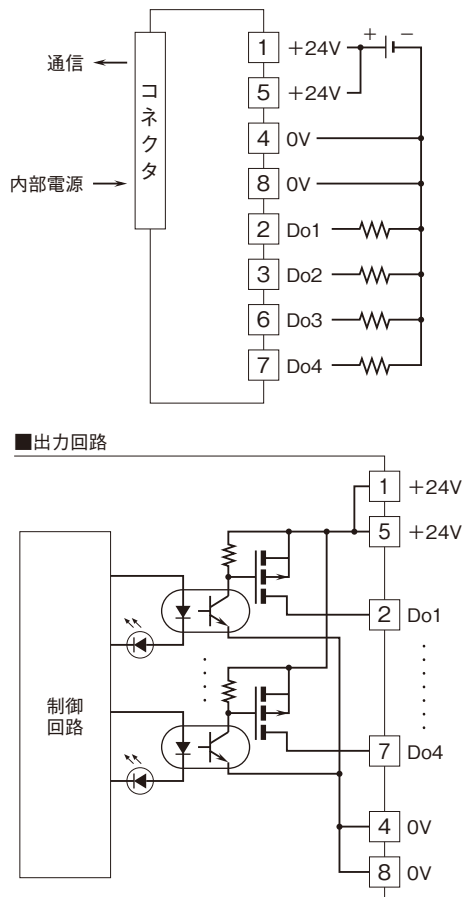 通信
内部電源
コネクタ
1 +24V + −
5 +24V
4 0V
8 0V
2 Do1
3 Do2
6 Do3
7 Do4
■出力回路
1 +24V
5 +24V
2 Do1
制御
回路
7 Do4
4 0V
8 0V